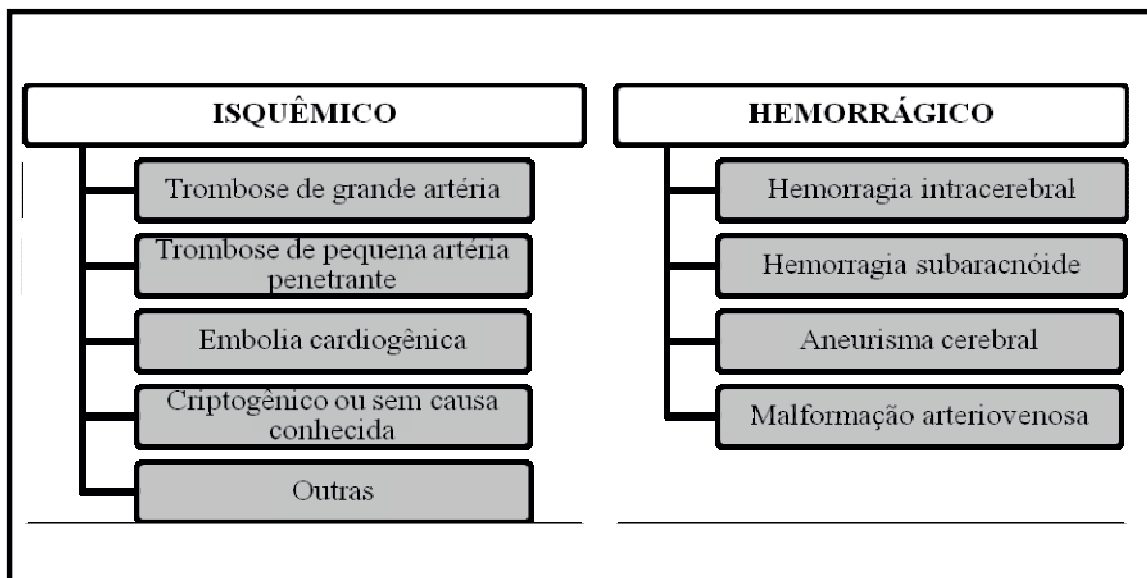 ISQUÊMICO
Trombose de grande artéria
Trombose de pequena artéria
penetrante
Embolia cardiogênica
Criptogênico ou sem causa
conhecida
Outras
HEMORRÁGICO
Hemorragia intracerebral
Hemorragia subaracnóide
Aneurisma cerebral
Malformação arteriovenosa